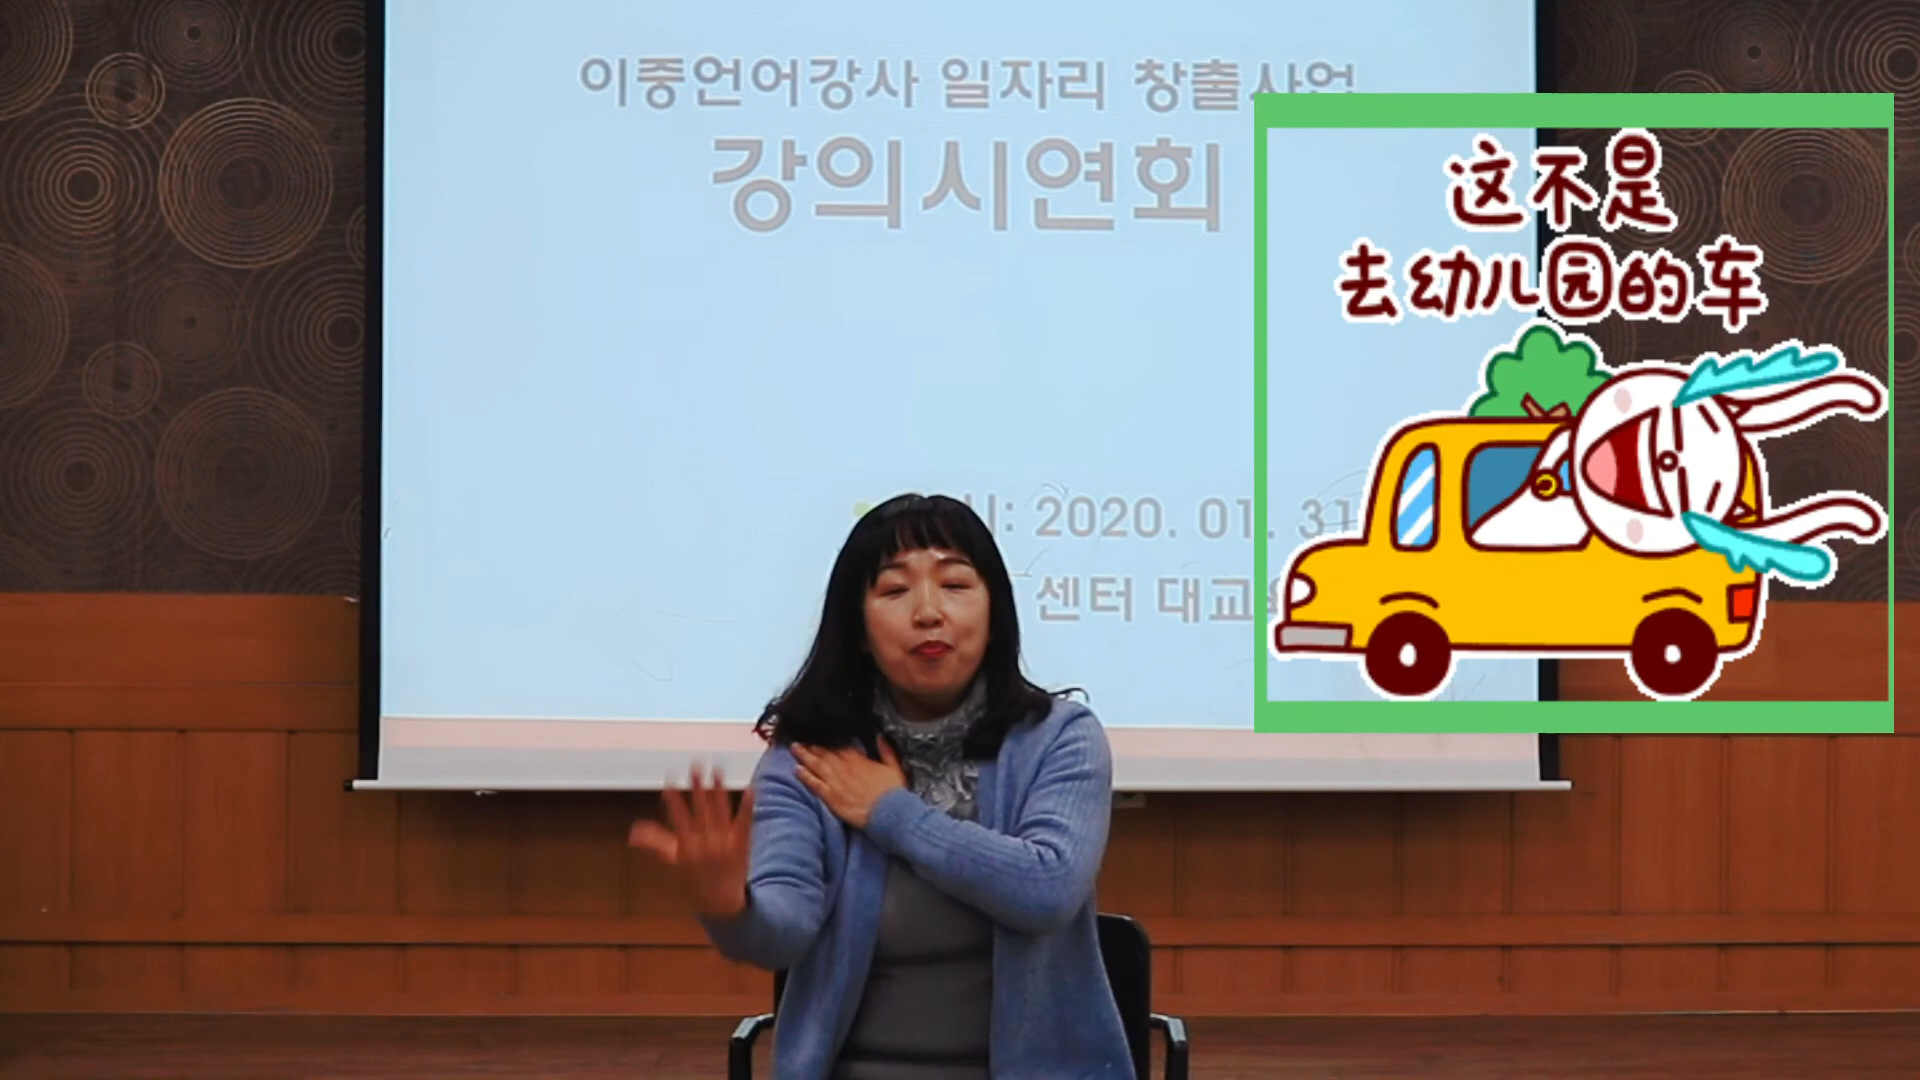 이중언어강사 일자리 창출사업
강의시연회
这不是
去幼儿园的车
시: 2020. 01. 31
센터 대교